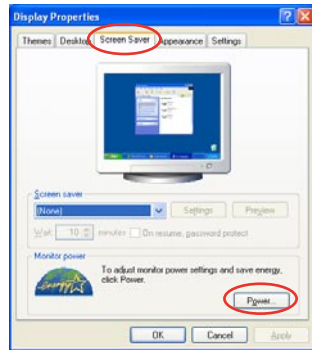 Display Properties
Themes Desktop Screen Saver Appearance Settings
Screen saver
(None) Settings Preview
Wait: 10 minutes On resume, password protect
Monitor power
To adjust monitor power settings and save energy,
click Power.
Power...
OK Cancel Apply